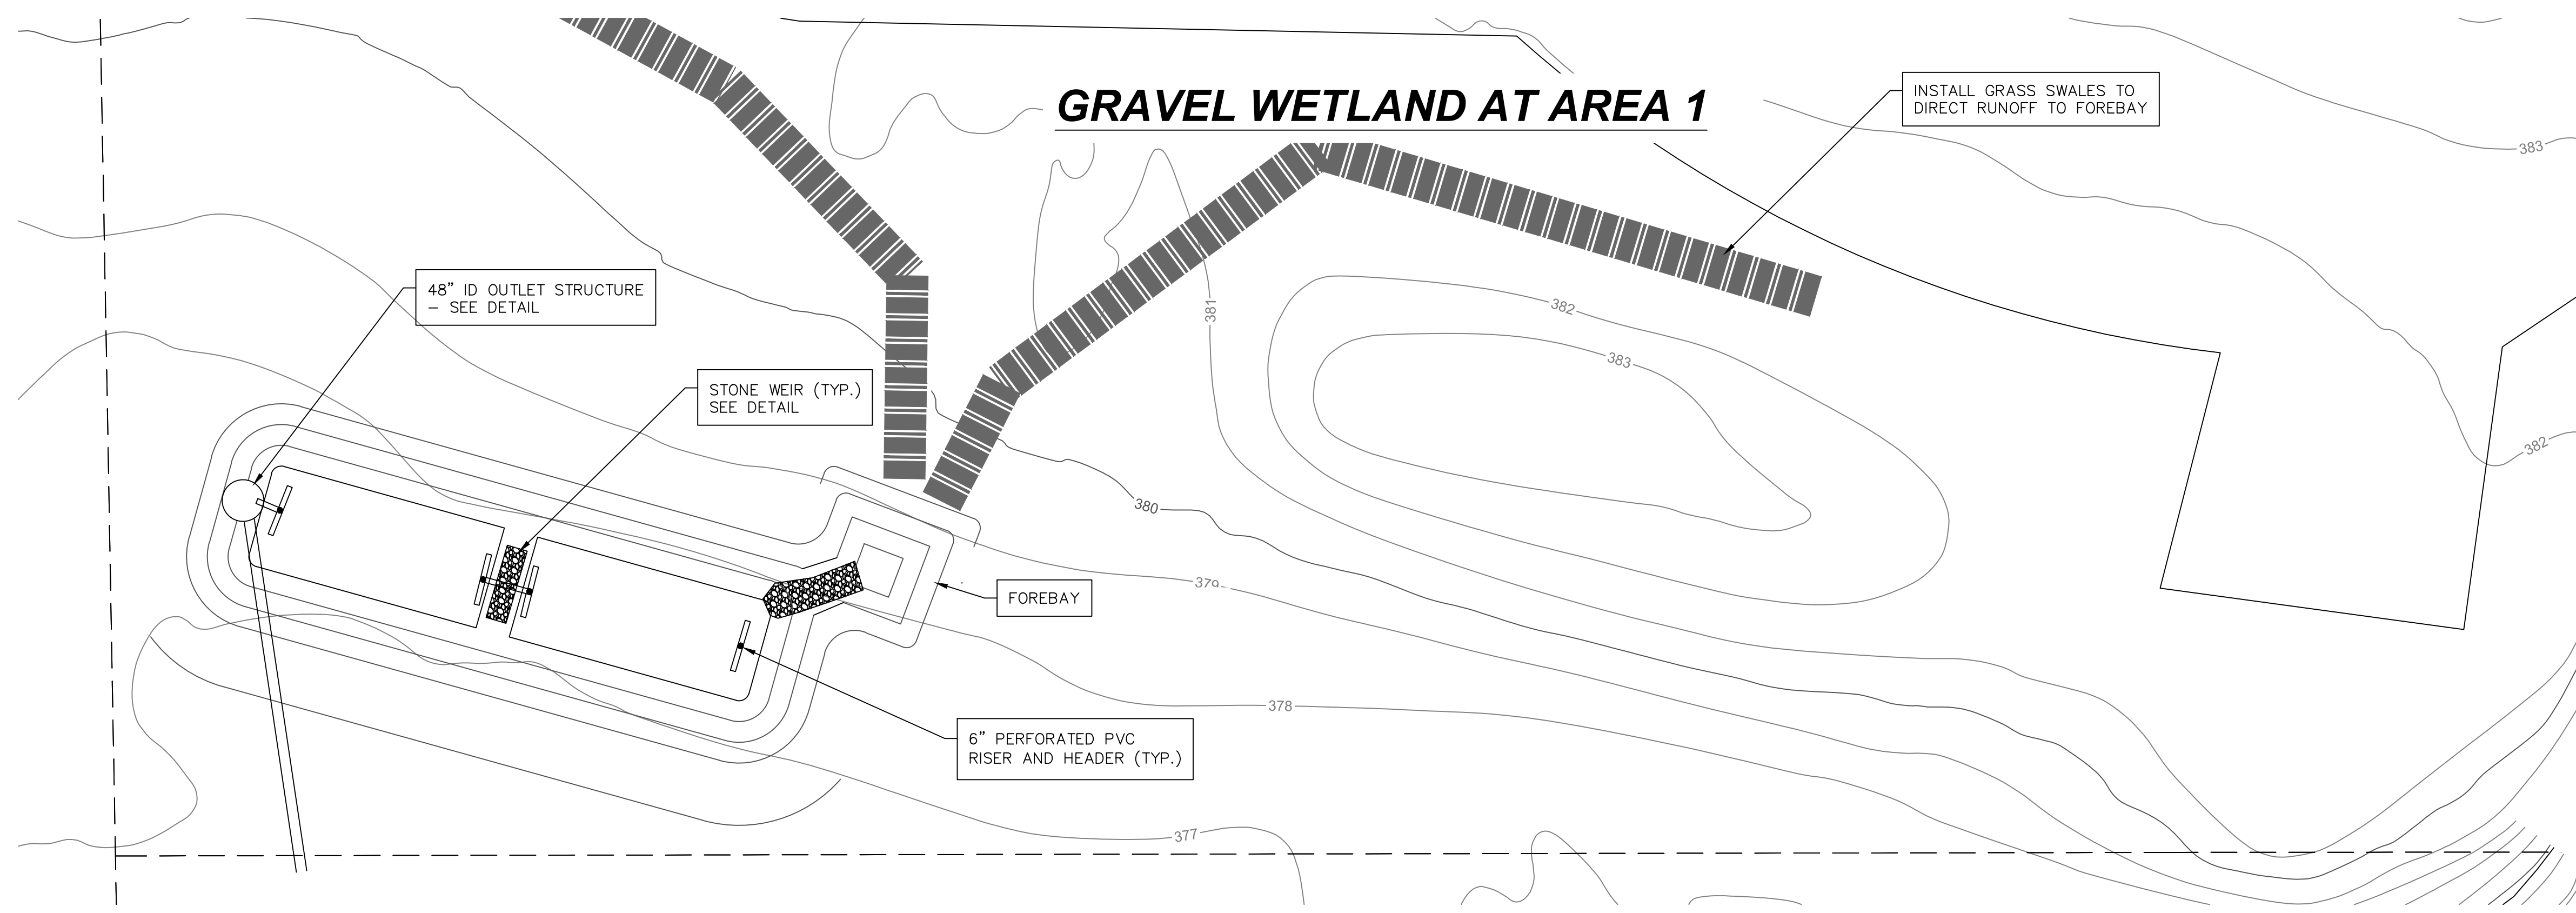 GRAVEL WETLAND AT AREA 1
INSTALL GRASS SWALES TO
DIRECT RUNOFF TO FOREBAY
383
48” ID OUTLET STRUCTURE
– SEE DETAIL
381
382
383
STONE WEIR (TYP.)
SEE DETAIL
382
380
379
FOREBAY
378
6” PERFORATED PVC
RISER AND HEADER (TYP.)
377